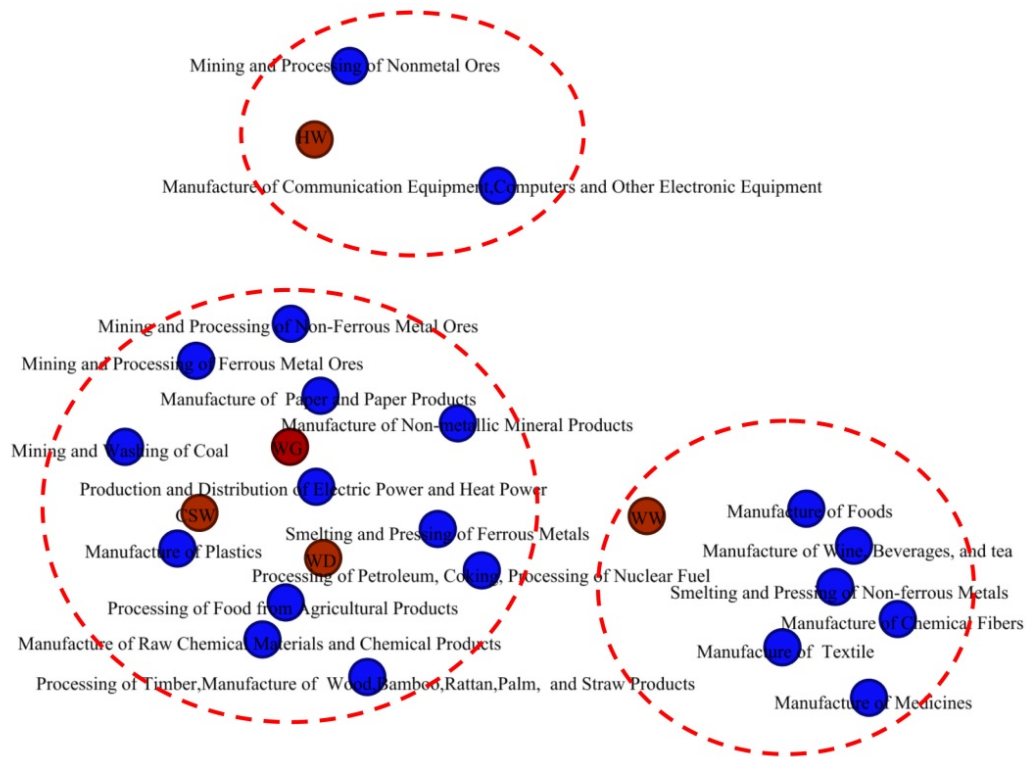 Mining and Processing of Nonmetal Ores
HW
Manufacture of Communication Equipment,Computers and Other Electronic Equipment
Mining and Processing of Non-Ferrous Metal Ores
Mining and Processing of Ferrous Metal Ores
Manufacture of Paper and Paper Products
Manufacture of Non-metallic Mineral Products
WG
Mining and Washing of Coal
Production and Distribution of Electric Power and Heat Power
CSW
Smelting and Pressing of Ferrous Metals
Manufacture of Plastics
WD
Processing of Petroleum, Coking, Processing of Nuclear Fuel
Processing of Food from Agricultural Products
Manufacture of Raw Chemical Materials and Chemical Products
Processing of Timber,Manufacture of Wood,Bamboo,Rattan,Palm, and Straw Products
WW
Manufacture of Foods
Manufacture of Wine, Beverages, and tea
Smelting and Pressing of Non-ferrous Metals
Manufacture of Chemical Fibers
Manufacture of Textile
Manufacture of Medicines